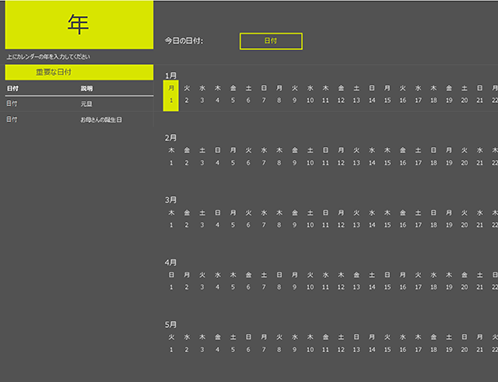 年
上にカレンダーの年を入力してください
重要な日付
日付 説明
日付 元旦
日付 お母さんの誕生日
今日の日付: 日付
1月
月 火 水 木 金 土 日 月 火 水 木 金 土 日 月 火 水 木 金 土 日 月
1 2 3 4 5 6 7 8 9 10 11 12 13 14 15 16 17 18 19 20 21 22
2月
木 金 土 日 月 火 水 木 金 土 日 月 火 水 木 金 土 日 月 火 水 木
1 2 3 4 5 6 7 8 9 10 11 12 13 14 15 16 17 18 19 20 21 22
3月
木 金 土 日 月 火 水 木 金 土 日 月 火 水 木 金 土 日 月 火 水 木
1 2 3 4 5 6 7 8 9 10 11 12 13 14 15 16 17 18 19 20 21 22
4月
日 月 火 水 木 金 土 日 月 火 水 木 金 土 日 月 火 水 木 金 土 日
1 2 3 4 5 6 7 8 9 10 11 12 13 14 15 16 17 18 19 20 21 22
5月
火 水 木 金 土 日 月 火 水 木 金 土 日 月 火 水 木 金 土 日 月 火
1 2 3 4 5 6 7 8 9 10 11 12 13 14 15 16 17 18 19 20 21 22